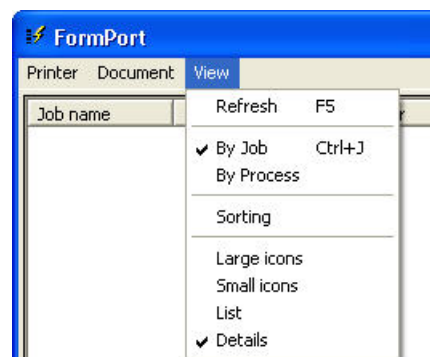 FormPort
Printer Document View
Job name
Refresh F5
By Job Ctrl+J
By Process
Sorting
Large icons
Small icons
List
Details